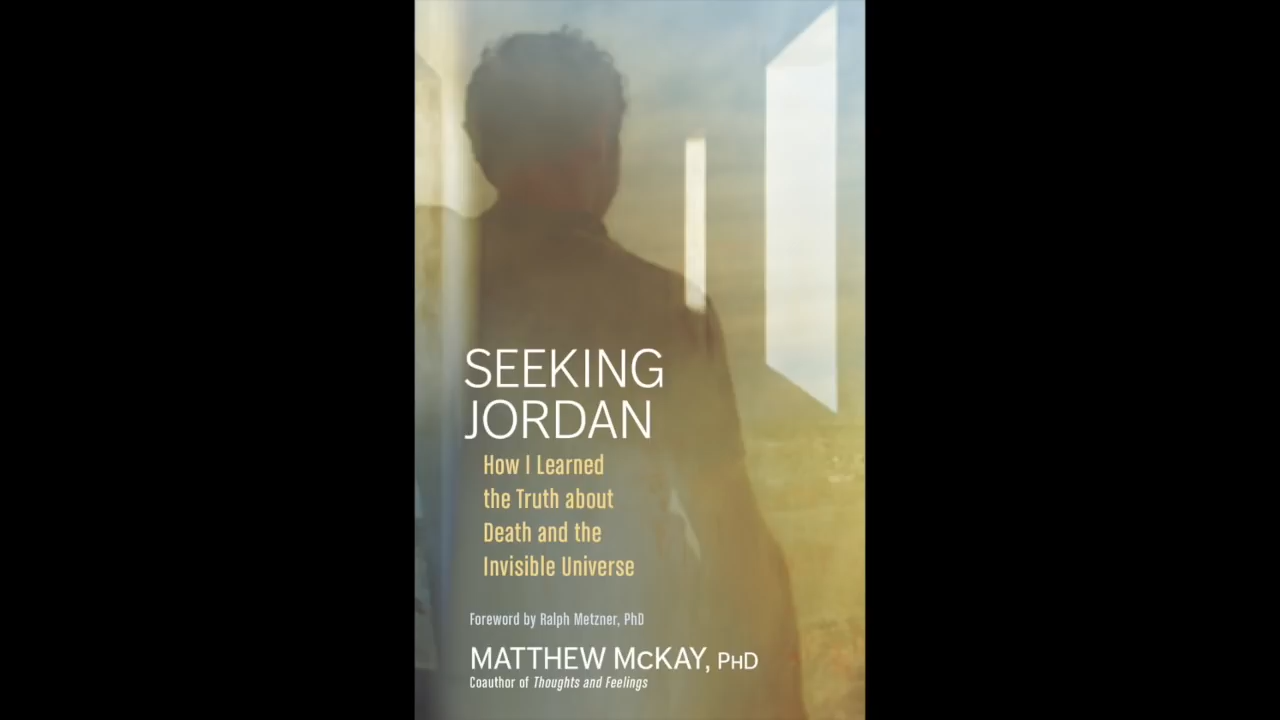 SEEKING
JORDAN
How I Learned
the Truth about
Death and the
Invisible Universe
Foreword by Ralph Metzner, PhD
MATTHEW McKAY, PhD
Coauthor of Thoughts and Feelings